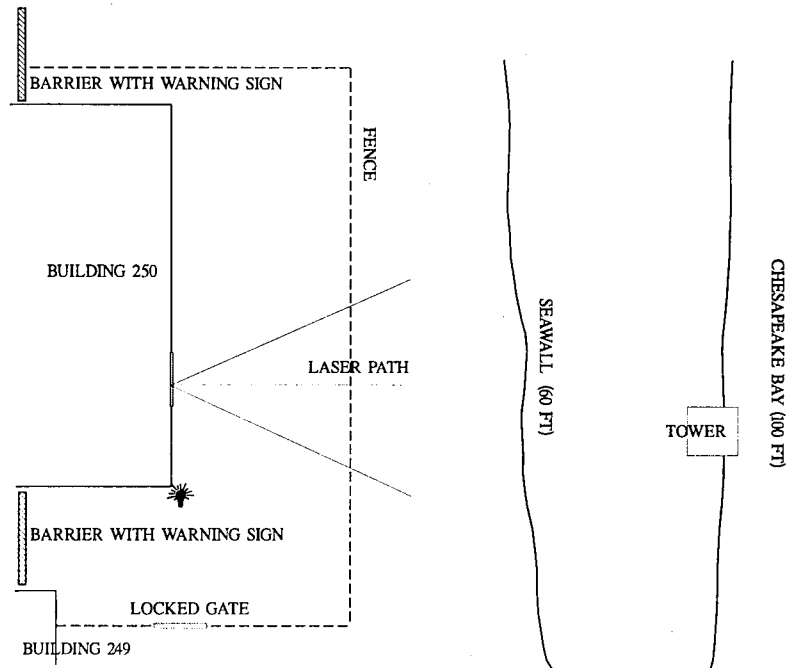 BARRIER WITH WARNING SIGN
FENCE
BUILDING 250
LASER PATH
SEAWALL (60 FT)
CHESAPEAKE BAY (100 FT)
TOWER
BARRIER WITH WARNING SIGN
LOCKED GATE
BUILDING 249